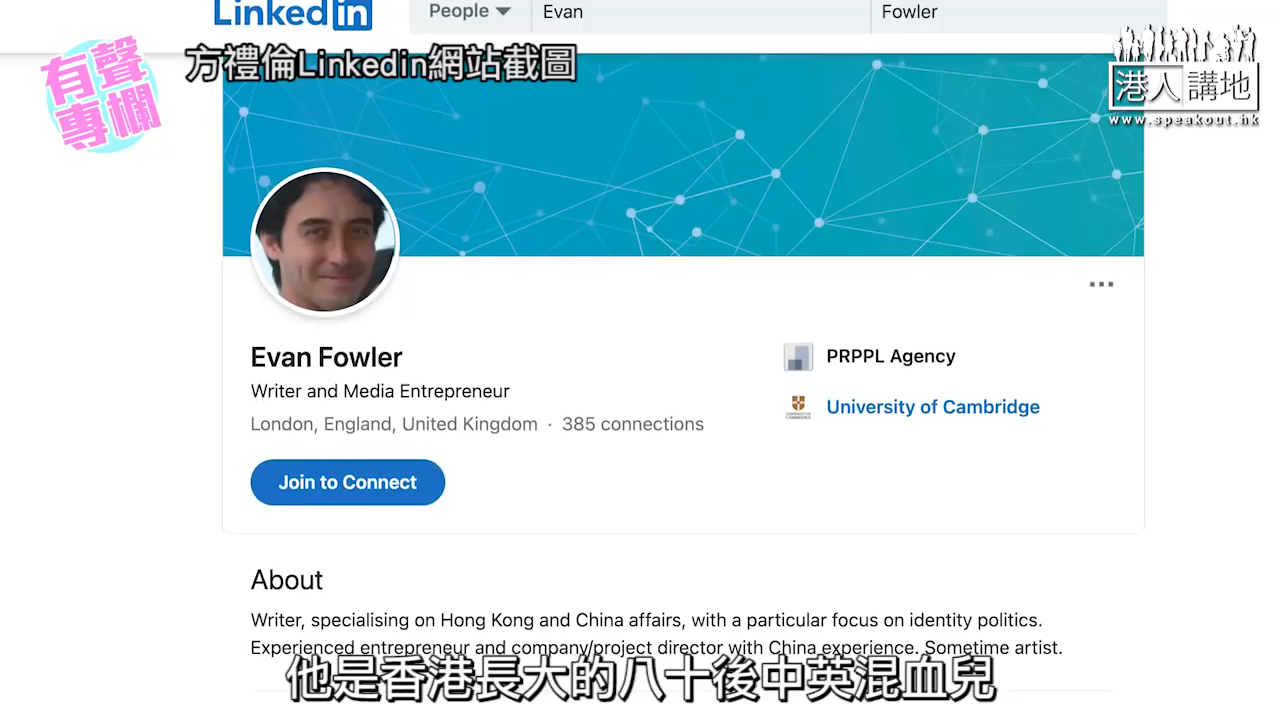 LinkedIn
People
Evan
Fowler
有聲
專欄
方禮倫Linkedin網站截圖
港人講地
www.speakout.hk
Evan Fowler
Writer and Media Entrepreneur
London, England, United Kingdom · 385 connections
PRPPL Agency
University of Cambridge
Join to Connect
About
Writer, specialising on Hong Kong and China affairs, with a particular focus on identity politics.
Experienced entrepreneur and company/project director with China experience. Sometime artist.
他是香港長大的八十後中英混血兒